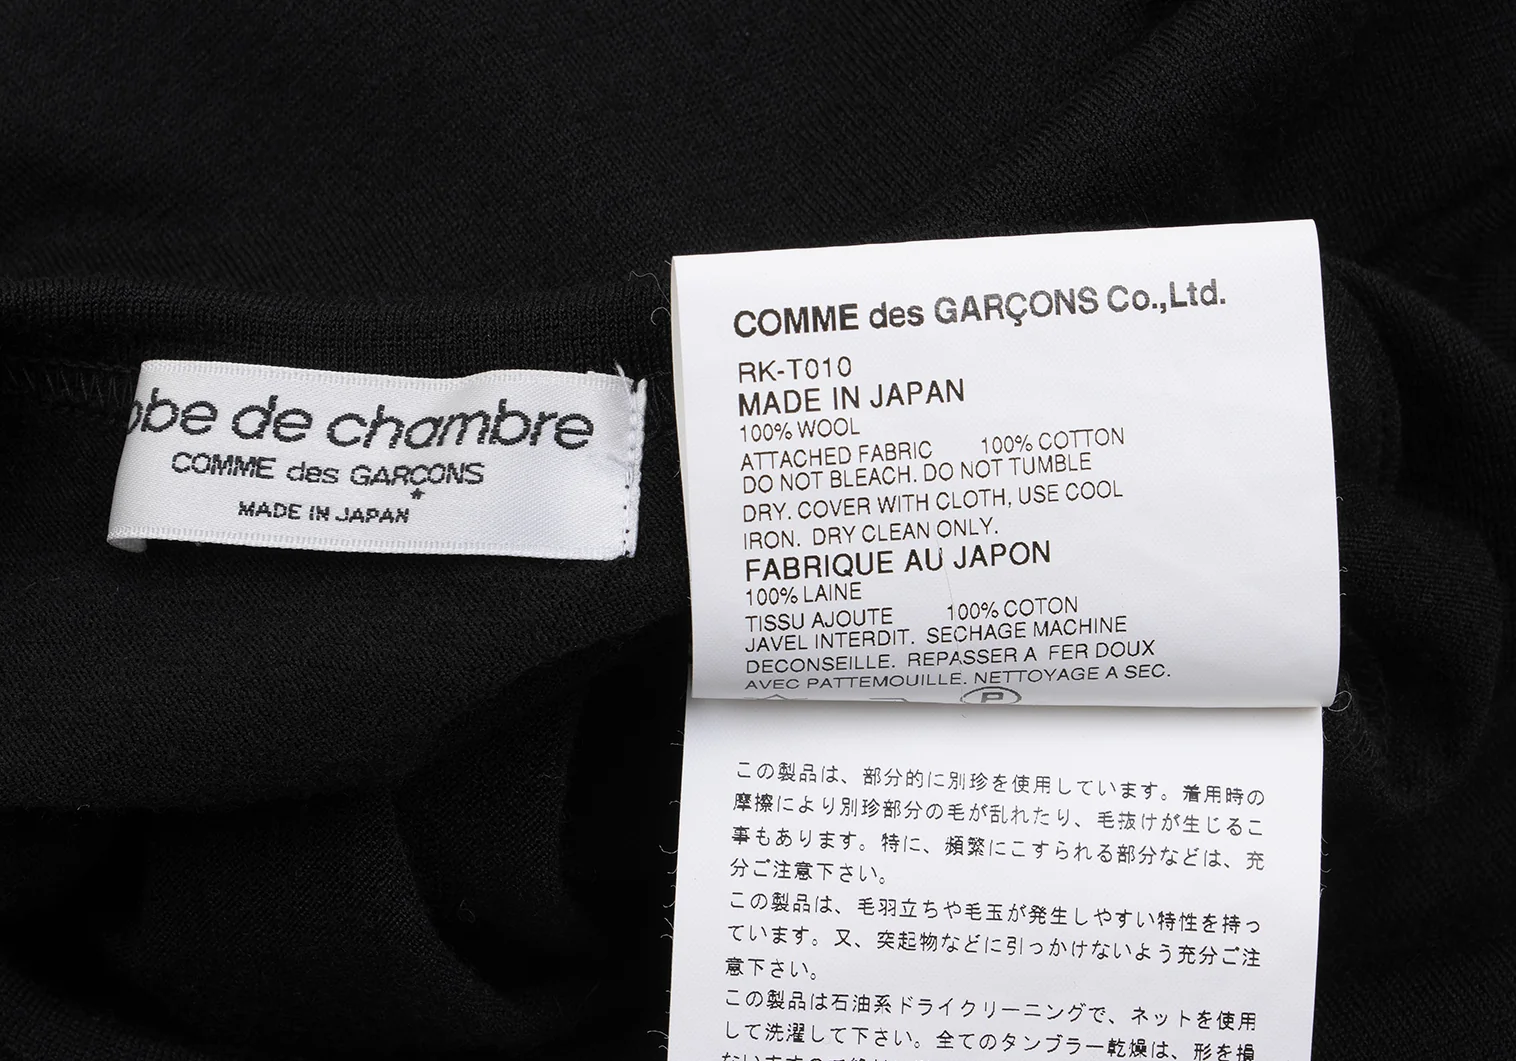 obe de chambre
COMME des GARÇONS
*
MADE IN JAPAN
COMME des GARÇONS Co.,Ltd.
RK-T010
MADE IN JAPAN
100% WOOL
ATTACHED FABRIC 100% COTTON
DO NOT BLEACH. DO NOT TUMBLE
DRY. COVER WITH CLOTH, USE COOL
IRON. DRY CLEAN ONLY.
FABRIQUE AU JAPON
100% LAINE
TISSU AJOUTE 100% COTON
JAVEL INTERDIT. SECHAGE MACHINE
DECONSEILLE. REPASSER A FER DOUX
AVEC PATTEMOUILLE. NETTOYAGE A SEC.
P
この製品は、部分的に別珍を使用しています。着用時の
摩擦により別珍部分の毛が乱れたり、毛抜けが生じるこ
事もあります。特に、頻繁にこすられる部分などは、充
分ご注意下さい。
この製品は、毛羽立ちや毛玉が発生しやすい特性を持っ
ています。又、突起物などに引っかけないよう充分ご注
意下さい。
この製品は石油系ドライクリーニングで、ネットを使用
して洗濯して下さい。全てのタンブラー乾燥は、形を損
ないますので